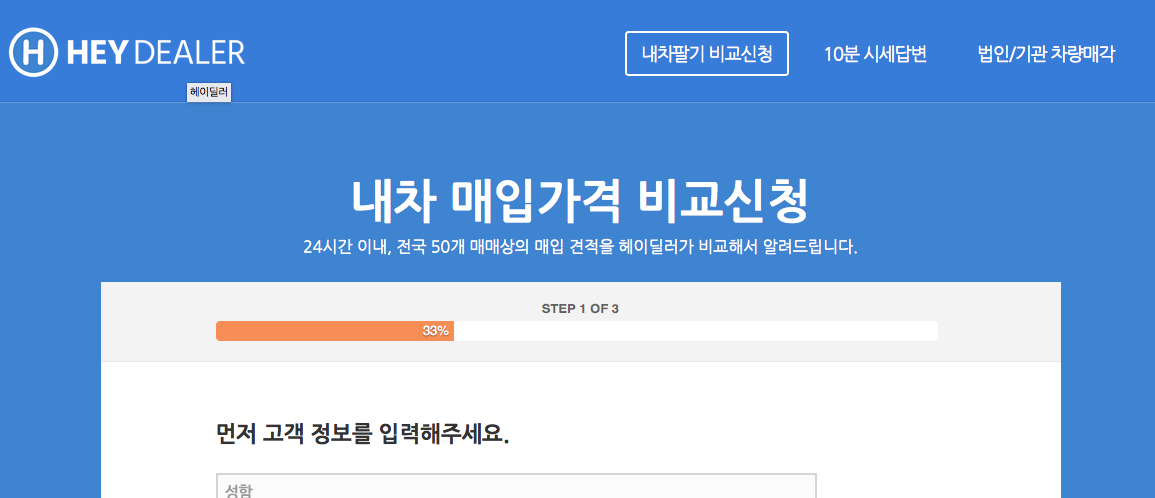 H HEY DEALER
내차팔기 비교신청
10분 시세답변
법인/기관 차량매각
헤이딜러
내차 매입가격 비교신청
24시간 이내, 전국 50개 매매상의 매입 견적을 헤이딜러가 비교해서 알려드립니다.
STEP 1 OF 3
33%
먼저 고객 정보를 입력해주세요.
성함